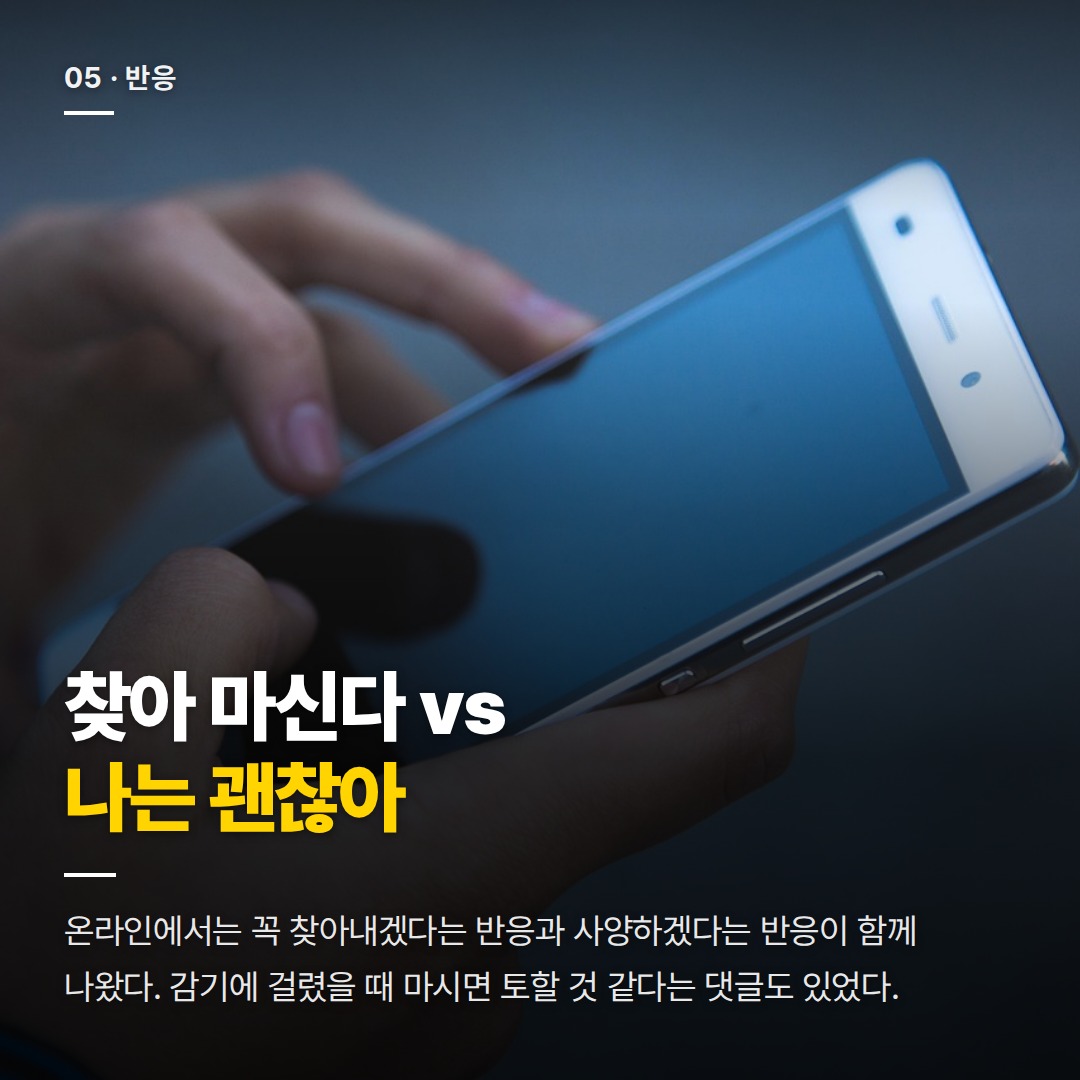 05 · 반응
찾아 마신다 vs
나는 괜찮아
온라인에서는 꼭 찾아내겠다는 반응과 사양하겠다는 반응이 함께
나왔다. 감기에 걸렸을 때 마시면 토할 것 같다는 댓글도 있었다.